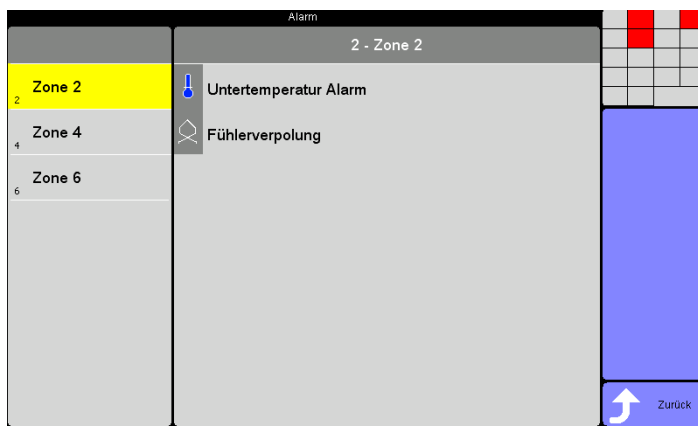 Alarm
2 - Zone 2
Zone 2
2
Zone 4
4
Zone 6
6
Untertemperatur Alarm
Fühlerverpolung
Zurück